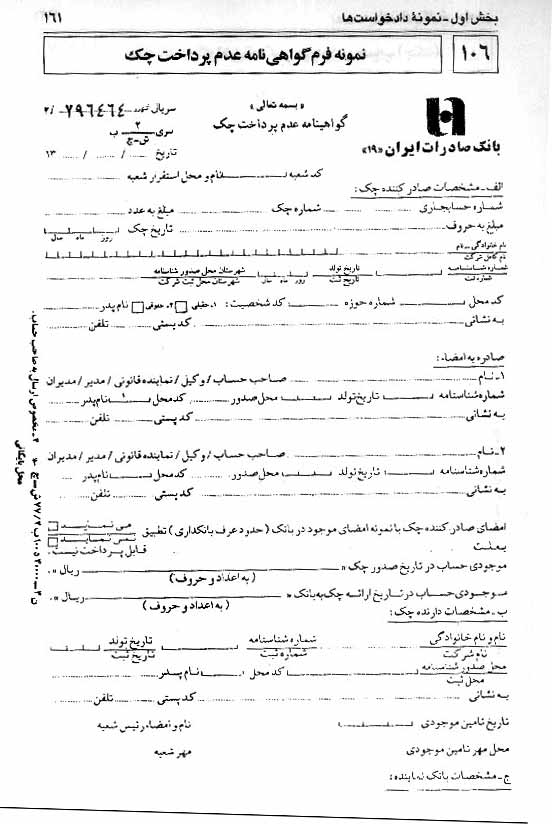 بخش اول - نمونهٔ دادخواست‌ها ۱۶۱
۱۰۶ نمونه فرم گواهی‌نامه عدم پرداخت چک
« بسمه تعالی »
گواهینامه عدم پرداخت چک
بانک صادرات ایران «۱۹»
سریال ۷۹۶۴۶۴ /۲
سری ۲ ب
ش-چ
تاریخ ..... / ..... / ..... ۱۳
کد شعبه ........ نام و محل استقرار شعبه ........
الف - مشخصات صادر کننده چک :
شماره حسابجاری ........ شماره چک ........ مبلغ به عدد ........
مبلغ به حروف ........ تاریخ چک
روز ماه سال
نام خانوادگی - نام
نام کامل شرکت
شماره شناسنامه تاریخ تولد شهرستان محل صدور شناسنامه
شماره ثبت تاریخ ثبت روز ماه سال شهرستان محل ثبت شرکت
کد محل ........ شماره حوزه ........ کد شخصیت : ۱- حقیقی □ ۲- حقوقی □ نام پدر ........
به نشانی ........ کد پستی ........ تلفن ........
صادره به امضاء :
۱- نام ........ صاحب حساب / وکیل / نماینده قانونی / مدیر / مدیران
شماره شناسنامه ........ تاریخ تولد ........ محل صدور ........ کد محل ........ نام پدر ........
به نشانی ........ کد پستی ........ تلفن ........
۲- نام ........ صاحب حساب / وکیل / نماینده قانونی / مدیر / مدیران
شماره شناسنامه ........ تاریخ تولد ........ محل صدور ........ کد محل ........ نام پدر ........
به نشانی ........ کد پستی ........ تلفن ........
امضای صادر کننده چک با نمونه امضای موجود در بانک ( حدود عرف بانکداری ) تطبیق می نمـــاید □
نمی نمـــاید □
بعلت ........ قابل پرداخت نیست .
موجودی حساب در تاریخ صدور چک « ........ ریال » .
( به اعداد و حروف )
موجودی حساب در تاریخ ارائه چک به بانک « ........ ریال » .
( به اعداد و حروف )
ب - مشخصات دارنده چک :
نام و نام خانوادگی شماره شناسنامه تاریخ تولد
نام شرکت شماره ثبت تاریخ ثبت
محل صدور شناسنامه ........ کد محل ........ نام پدر ........
محل ثبت
به نشانی ........ کد پستی ........ تلفن ........
تاریخ تامین موجودی ........ نام و امضاء رئیس شعبه
محل مهر تامین موجودی مهر شعبه
ج - مشخصات بانک نماینده :
۲- مخصوص ارسال به صاحب حساب .
محل بایگانی